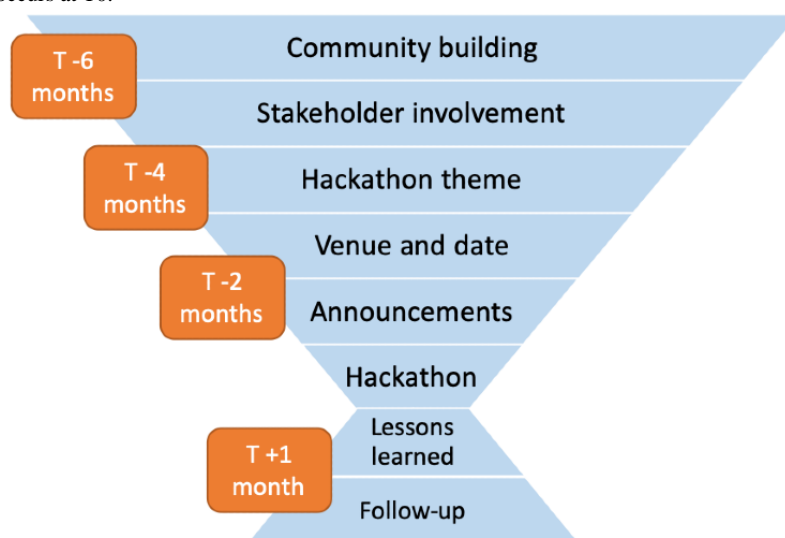 Community building
T -6
months
Stakeholder involvement
T -4
months
Hackathon theme
Venue and date
T -2
months
Announcements
Hackathon
Lessons
learned
T +1
month
Follow-up